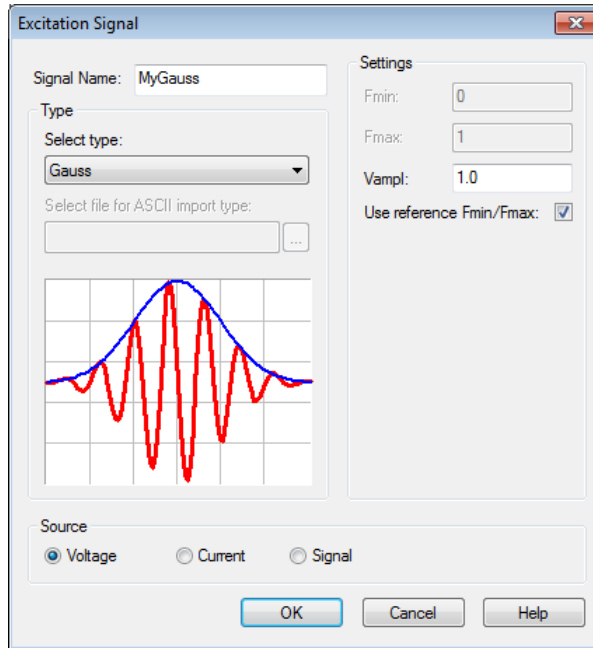 Excitation Signal
Signal Name: MyGauss
Type
Select type:
Gauss
Select file for ASCII import type:
...
Settings
Fmin: 0
Fmax: 1
Vampl: 1.0
Use reference Fmin/Fmax:
Source
Voltage Current Signal
OK Cancel Help